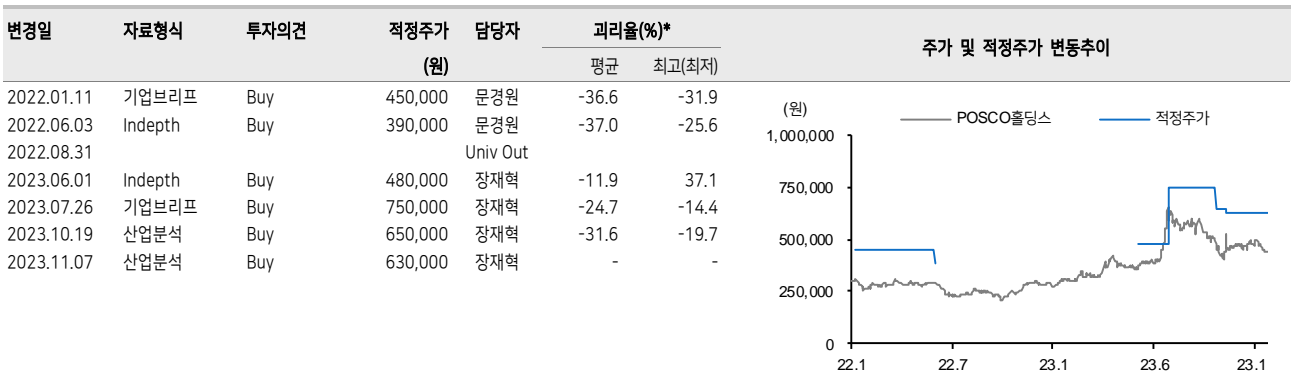 변경일 자료형식 투자의견 적정주가 담당자 괴리율(%)* 주가 및 적정주가 변동추이
(원) 평균 최고(최저)
2022.01.11 기업브리프 Buy 450,000 문경원 -36.6 -31.9
2022.06.03 Indepth Buy 390,000 문경원 -37.0 -25.6
2022.08.31 Univ Out
2023.06.01 Indepth Buy 480,000 장재혁 -11.9 37.1
2023.07.26 기업브리프 Buy 750,000 장재혁 -24.7 -14.4
2023.10.19 산업분석 Buy 650,000 장재혁 -31.6 -19.7
2023.11.07 산업분석 Buy 630,000 장재혁 - -
(원)
POSCO홀딩스 적정주가
1,000,000
750,000
500,000
250,000
0
22.1 22.7 23.1 23.6 23.1